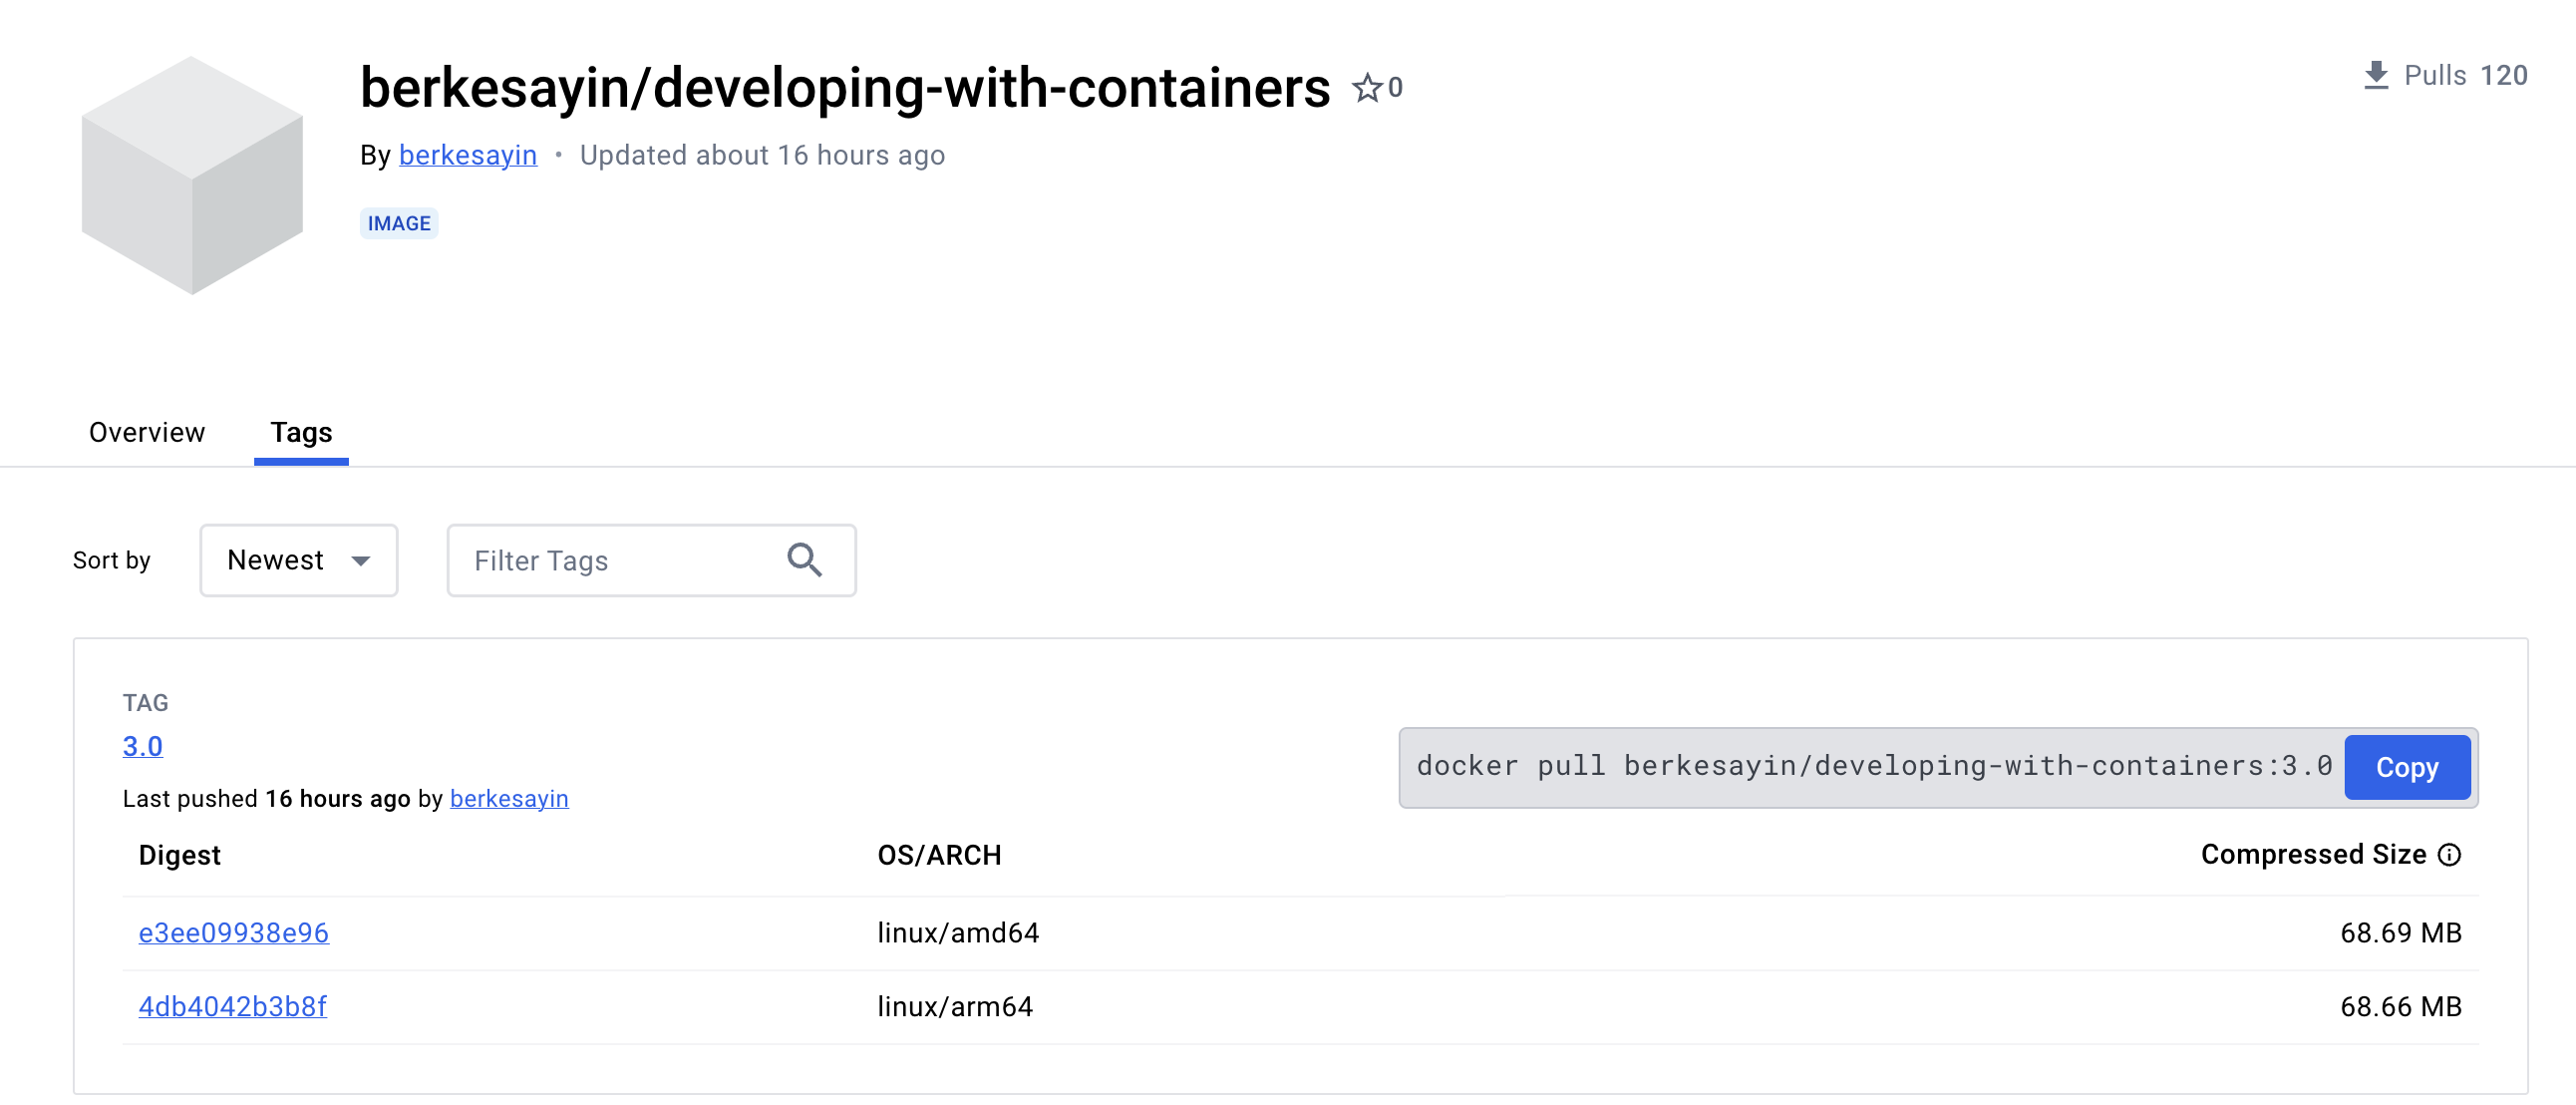 berkesayin/developing-with-containers 0
Pulls 120
By berkesayin • Updated about 16 hours ago
IMAGE
Overview Tags
Sort by Newest Filter Tags
TAG
3.0
docker pull berkesayin/developing-with-containers:3.0 Copy
Last pushed 16 hours ago by berkesayin
Digest OS/ARCH Compressed Size
e3ee09938e96 linux/amd64 68.69 MB
4db4042b3b8f linux/arm64 68.66 MB